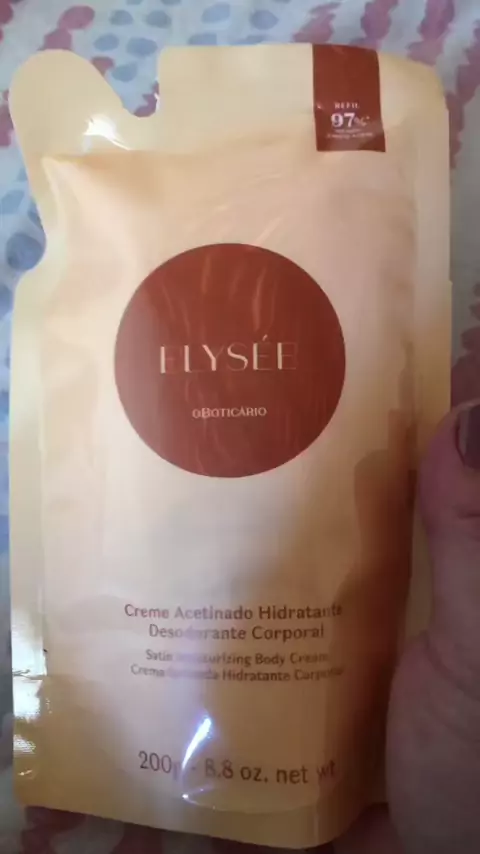 REFIL
97%*
ELYSÉE
oBoticário
Creme Acetinado Hidratante
Desodorante Corporal
Satin Moisturizing Body Cream
Crema Hidratante Corporal
200g - 8.8 oz. net wt